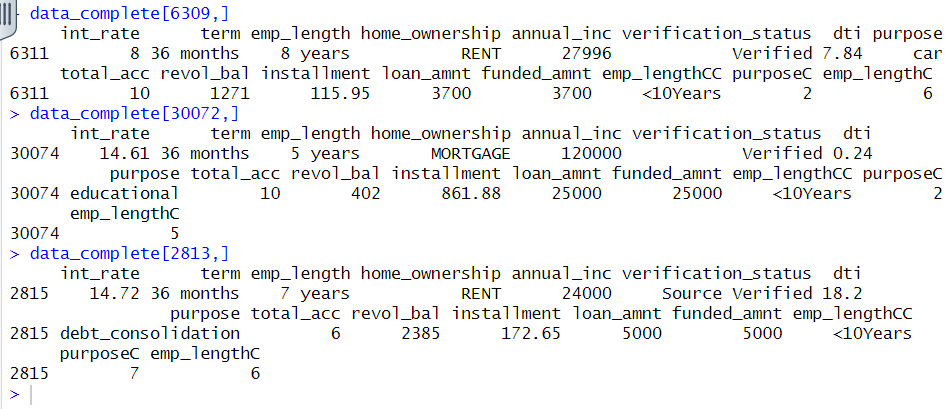 > data_complete[6309,]
int_rate term emp_length home_ownership annual_inc verification_status dti purpose
6311 8 36 months 8 years RENT 27996 Verified 7.84 car
total_acc revol_bal installment loan_amnt funded_amnt emp_lengthCC purposeC emp_lengthC
6311 10 1271 115.95 3700 3700 <10Years 2 6
> data_complete[30072,]
int_rate term emp_length home_ownership annual_inc verification_status dti
30074 14.61 36 months 5 years MORTGAGE 120000 Verified 0.24
purpose total_acc revol_bal installment loan_amnt funded_amnt emp_lengthCC purposeC
30074 educational 10 402 861.88 25000 25000 <10Years 2
emp_lengthC
30074 5
> data_complete[2813,]
int_rate term emp_length home_ownership annual_inc verification_status dti
2815 14.72 36 months 7 years RENT 24000 Source Verified 18.2
purpose total_acc revol_bal installment loan_amnt funded_amnt emp_lengthCC
2815 debt_consolidation 6 2385 172.65 5000 5000 <10Years
purposeC emp_lengthC
2815 7 6
>